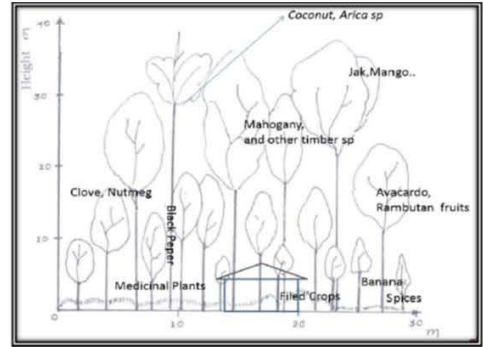 Coconut, Arica sp
40
Height m
Jak,Mango..
30
Mahogany,
and other timber sp
20
Clove, Nutmeg
Avacardo,
Rambutan fruits
Black Peper
10
Medicinal Plants
Banana
Filed Crops
Spices
0
10
20
30
m